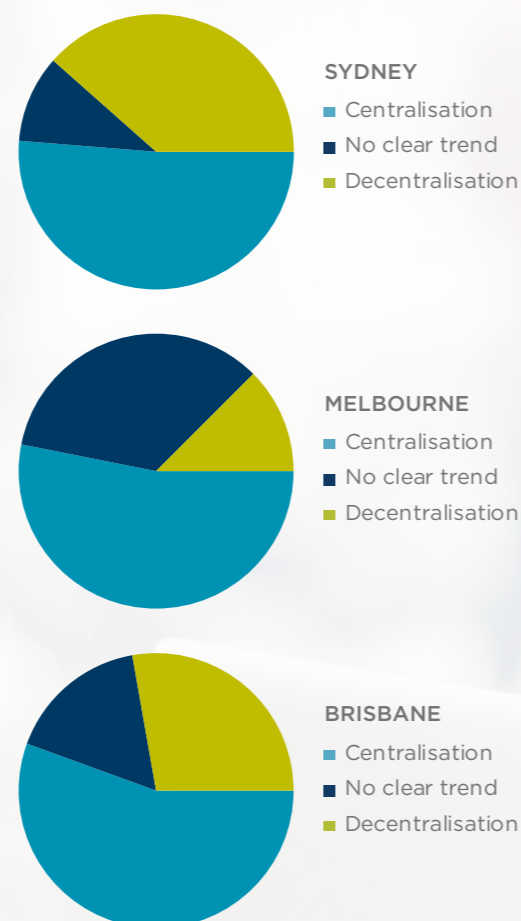 SYDNEY
Centralisation
No clear trend
Decentralisation
MELBOURNE
Centralisation
No clear trend
Decentralisation
BRISBANE
Centralisation
No clear trend
Decentralisation